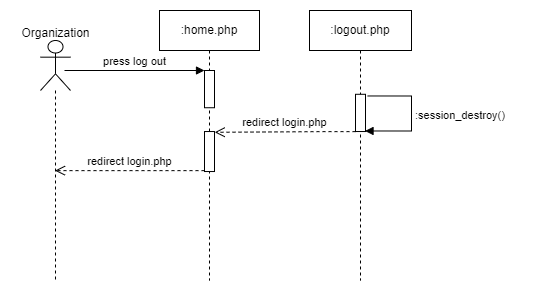 Organization
:home.php
:logout.php
press log out
:session_destroy()
redirect login.php
redirect login.php